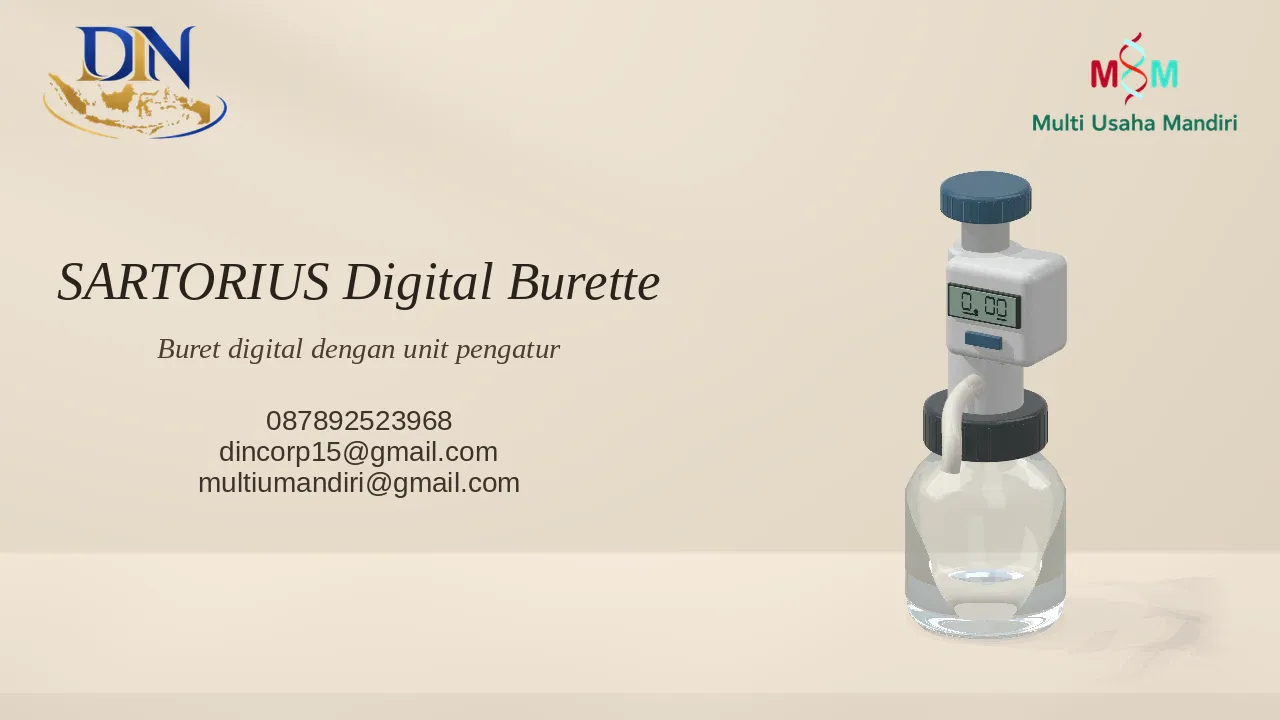 DIN
M M
Multi Usaha Mandiri
SARTORIUS Digital Burette
0.00
Buret digital dengan unit pengatur
087892523968
dincorp15@gmail.com
multiumandiri@gmail.com